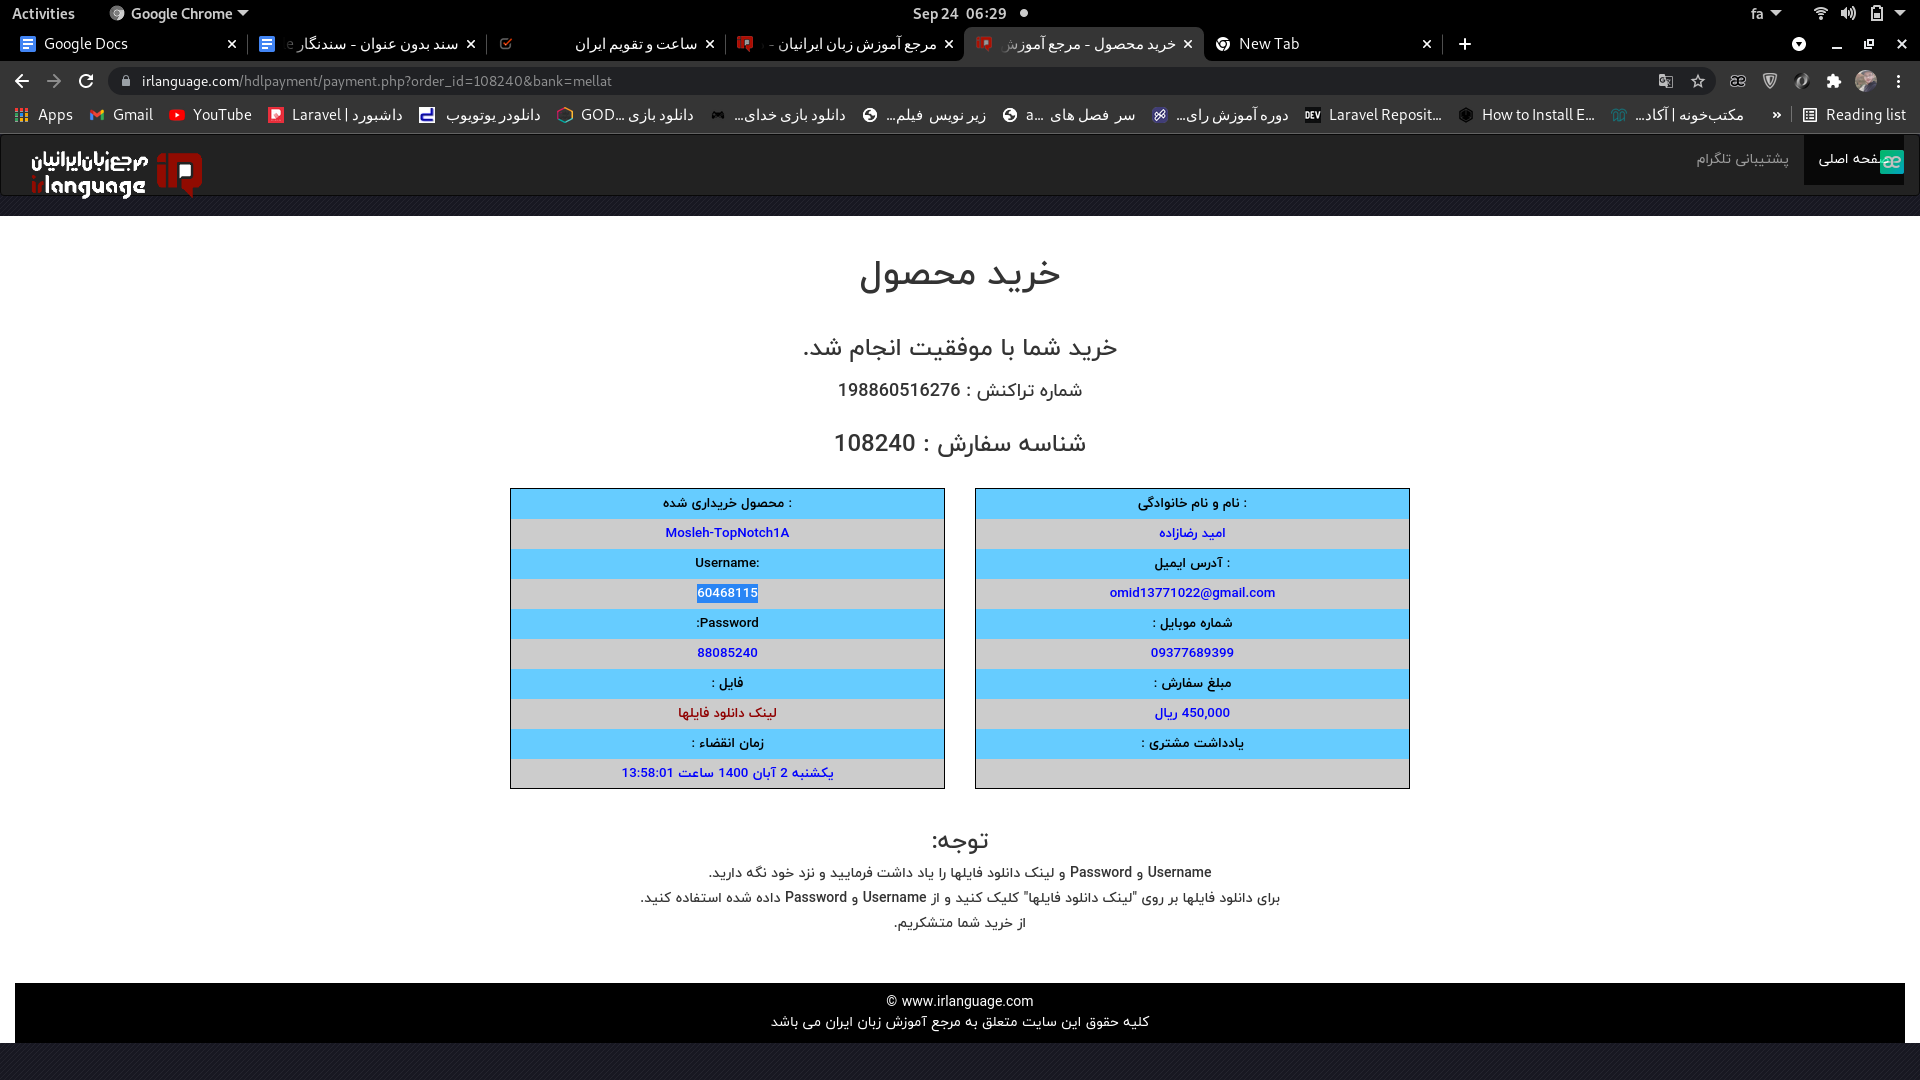 Activities
Google Chrome
Sep 24 06:29
fa
Google Docs
سند بدون عنوان - سندنگار
ساعت و تقویم ایران
مرجع آموزش زبان ایرانیان -
خرید محصول - مرجع آموزش
New Tab
irlanguage.com/hdlpayment/payment.php?order_id=108240&bank=mellat
Apps
Gmail
YouTube
داشبورد | Laravel
دانلودر یوتیوب
دانلود بازی GOD...
دانلود بازی خدای...
زیر نویس فیلم...
سر فصل های a...
دوره آموزش رای...
DEV
Laravel Reposit...
How to Install E...
مکتب‌خونه | آکاد...
»
Reading list
مرجع زبان ایرانیان
irlanguage
پشتیبانی تلگرام
صفحه اصلی
خرید محصول
خرید شما با موفقیت انجام شد.
شماره تراکنش : 198860516276
شناسه سفارش : 108240
نام و نام خانوادگی :
امید رضازاده
آدرس ایمیل :
omid13771022@gmail.com
شماره موبایل :
09377689399
مبلغ سفارش :
450,000 ریال
یادداشت مشتری :
محصول خریداری شده :
Mosleh-TopNotch1A
Username:
60468115
:Password
88085240
فایل :
لینک دانلود فایلها
زمان انقضاء :
یکشنبه 2 آبان 1400 ساعت 13:58:01
توجه:
Username و Password و لینک دانلود فایلها را یاد داشت فرمایید و نزد خود نگه دارید.
برای دانلود فایلها بر روی "لینک دانلود فایلها" کلیک کنید و از Username و Password داده شده استفاده کنید.
از خرید شما متشکریم.
© www.irlanguage.com
کلیه حقوق این سایت متعلق به مرجع آموزش زبان ایران می باشد